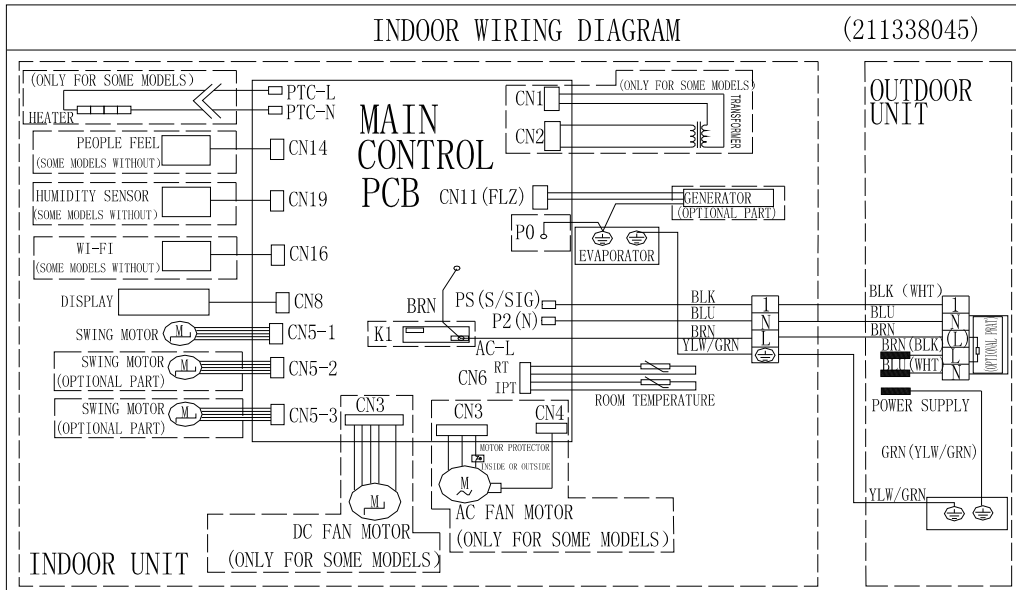 INDOOR WIRING DIAGRAM (211338045)
(ONLY FOR SOME MODELS)
HEATER
PTC-L
PTC-N
PEOPLE FEEL
(SOME MODELS WITHOUT)
CN14
HUMIDITY SENSOR
(SOME MODELS WITHOUT)
CN19
WI-FI
(SOME MODELS WITHOUT)
CN16
DISPLAY
CN8
SWING MOTOR
M
CN5-1
SWING MOTOR
(OPTIONAL PART)
M
CN5-2
SWING MOTOR
(OPTIONAL PART)
M
CN5-3
MAIN
CONTROL
PCB
(ONLY FOR SOME MODELS)
CN1
CN2
TRANSFORMER
CN11(FLZ)
GENERATOR
(OPTIONAL PART)
P0
EVAPORATOR
BRN
K1
PS(S/SIG)
P2(N)
AC-L
BLK
BLU
BRN
YLW/GRN
1
N
L
CN6
RT
IPT
ROOM TEMPERATURE
CN3
M
DC FAN MOTOR
(ONLY FOR SOME MODELS)
CN3
CN4
MOTOR PROTECTOR
INSIDE OR OUTSIDE
M
AC FAN MOTOR
(ONLY FOR SOME MODELS)
INDOOR UNIT
OUTDOOR
UNIT
BLK (WHT)
BLU
BRN
BRN(BLK)
BLU(WHT)
1
N
(L)
L
N
(OPTIONAL PRAT)
POWER SUPPLY
GRN(YLW/GRN)
YLW/GRN